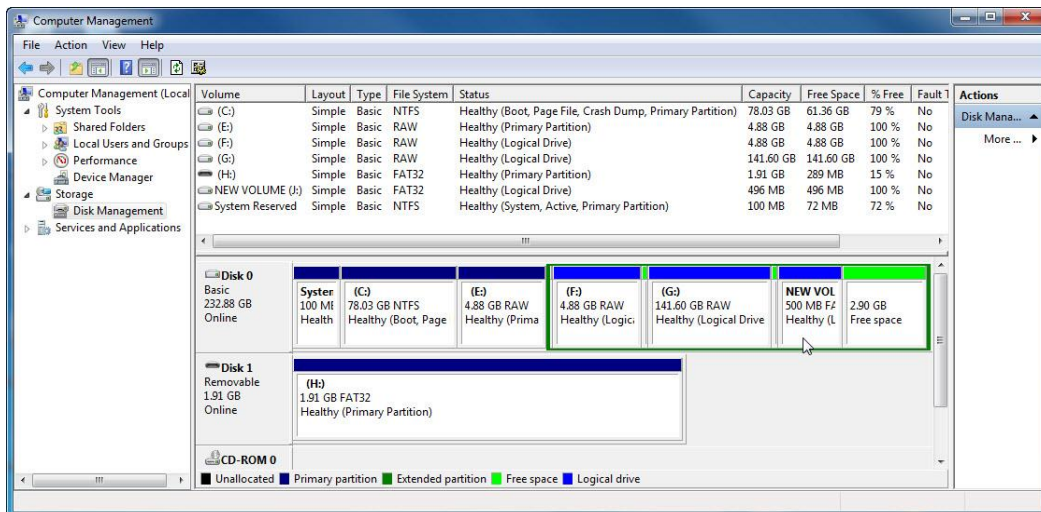 Computer Management
File Action View Help
Computer Management (Local
System Tools
Shared Folders
Local Users and Groups
Performance
Device Manager
Storage
Disk Management
Services and Applications
Volume Layout Type File System Status Capacity Free Space % Free Fault T
(C:) Simple Basic NTFS Healthy (Boot, Page File, Crash Dump, Primary Partition) 78.03 GB 61.36 GB 79 % No
(E:) Simple Basic RAW Healthy (Primary Partition) 4.88 GB 4.88 GB 100 % No
(F:) Simple Basic RAW Healthy (Logical Drive) 4.88 GB 4.88 GB 100 % No
(G:) Simple Basic RAW Healthy (Logical Drive) 141.60 GB 141.60 GB 100 % No
(H:) Simple Basic FAT32 Healthy (Primary Partition) 1.91 GB 289 MB 15 % No
NEW VOLUME (J:) Simple Basic FAT32 Healthy (Logical Drive) 496 MB 496 MB 100 % No
System Reserved Simple Basic NTFS Healthy (System, Active, Primary Partition) 100 MB 72 MB 72 % No
Actions
Disk Mana...
More ...
Disk 0
Basic
232.88 GB
Online
System
100 MB
Health
(C:)
78.03 GB NTFS
Healthy (Boot, Page
(E:)
4.88 GB RAW
Healthy (Prima
(F:)
4.88 GB RAW
Healthy (Logic
(G:)
141.60 GB RAW
Healthy (Logical Drive
NEW VOL
500 MB FA
Healthy (L
2.90 GB
Free space
Disk 1
Removable
1.91 GB
Online
(H:)
1.91 GB FAT32
Healthy (Primary Partition)
CD-ROM 0
Unallocated Primary partition Extended partition Free space Logical drive